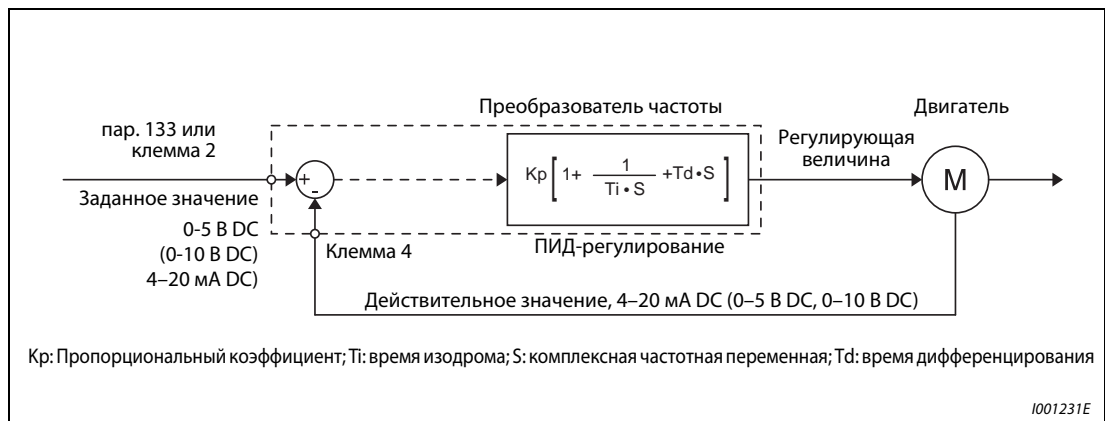 Преобразователь частоты
Двигатель
пар. 133 или
клемма 2
Регулирующая
величина
+
-
Kp[1+ 1/(Ti • S) +Td•S]
M
Заданное значение
0-5 В DC
(0-10 В DC)
4–20 мА DC)
Клемма 4
ПИД-регулирование
Действительное значение, 4–20 мА DC (0–5 В DC, 0–10 В DC)
Kp: Пропорциональный коэффициент; Ti: время изодрома; S: комплексная частотная переменная; Td: время дифференцирования
I001231E